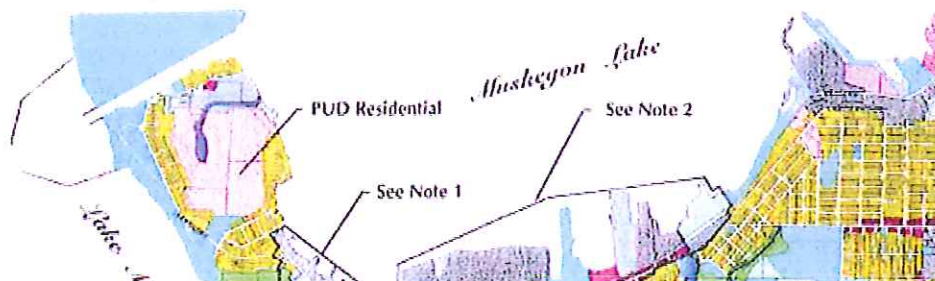 Muskegon Lake
PUD Residential
See Note 2
See Note 1
Lake